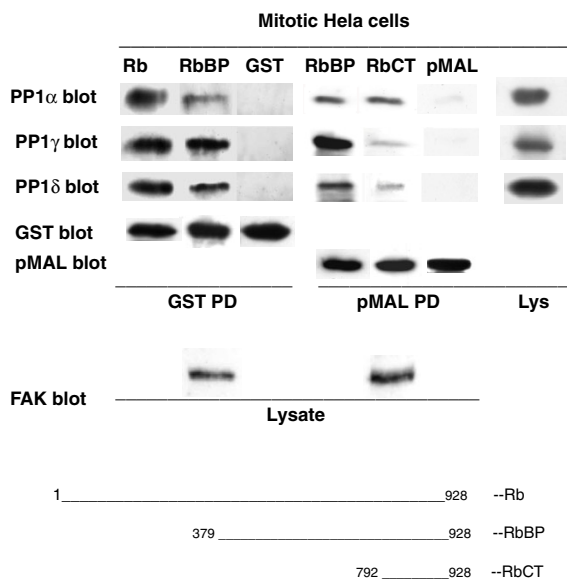 Mitotic Hela cells
Rb RbBP GST RbBP RbCT pMAL
PP1α blot
PP1γ blot
PP1δ blot
GST blot
pMAL blot
GST PD pMAL PD Lys
FAK blot
Lysate
1 928 --Rb
379 928 --RbBP
792 928 --RbCT